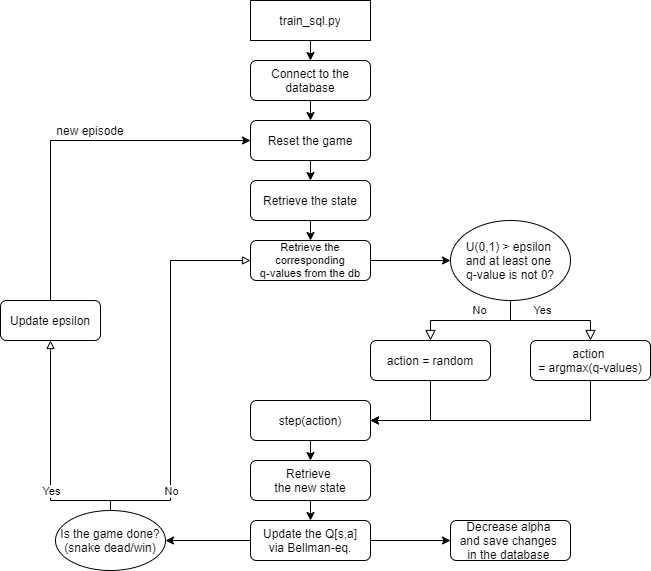 train_sql.py
Connect to the
database
new episode
Reset the game
Retrieve the state
Retrieve the
corresponding
q-values from the db
U(0,1) > epsilon
and at least one
q-value is not 0?
No
Yes
Update epsilon
action = random
action
= argmax(q-values)
step(action)
Retrieve
the new state
Yes
No
Is the game done?
(snake dead/win)
Update the Q[s,a]
via Bellman-eq.
Decrease alpha
and save changes
in the database